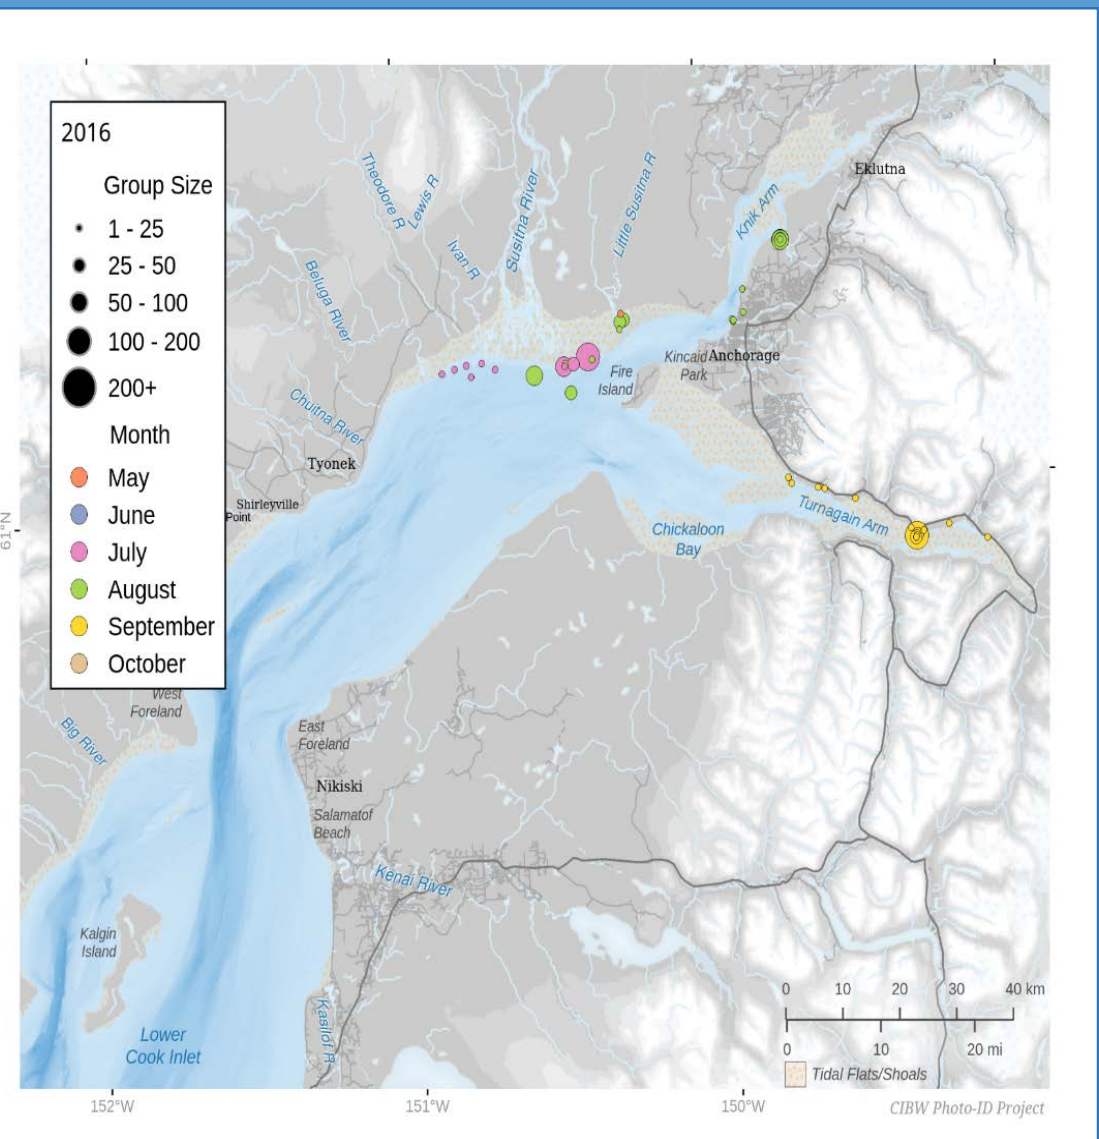 2016
Group Size
1 - 25
25 - 50
50 - 100
100 - 200
200+
Month
May
June
July
August
September
October
Theodore R
Lewis R
Ivan R
Susitna River
Little Susitna R
Knik Arm
Eklutna
Beluga River
Kincaid
Park
Anchorage
Fire
Island
Chuitna River
Tyonek
Shirleyville
Point
61°N
Turnagain Arm
Chickaloon
Bay
West
Foreland
Big River
East
Foreland
Nikiski
Salamatof
Beach
Kenai River
Kalgin
Island
Kasilof R
Lower
Cook Inlet
0 10 20 30 40 km
0 10 20 mi
Tidal Flats/Shoals
152°W 151°W 150°W
CIBW Photo-ID Project